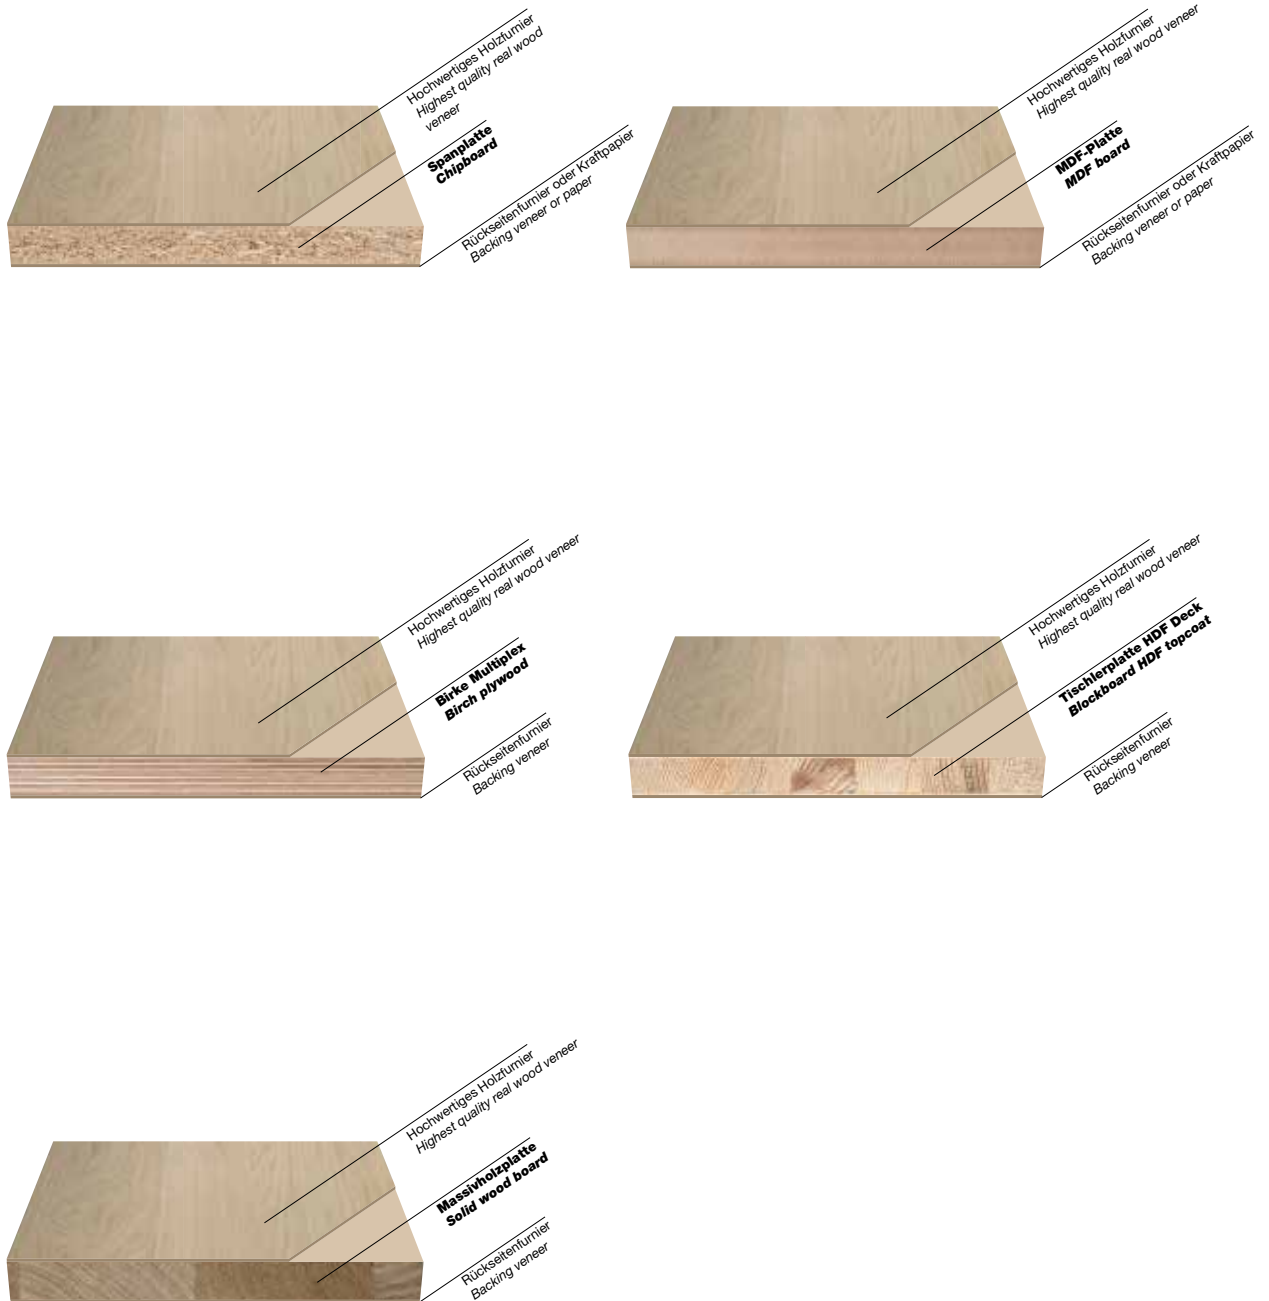 Hochwertiges Holzfurnier
Highest quality real wood
veneer
Spanplatte
Chipboard
Rückseitenfurnier oder Kraftpapier
Backing veneer or paper
Hochwertiges Holzfurnier
Highest quality real wood veneer
MDF-Platte
MDF board
Rückseitenfurnier oder Kraftpapier
Backing veneer or paper
Hochwertiges Holzfurnier
Highest quality real wood veneer
Birke Multiplex
Birch plywood
Rückseitenfurnier
Backing veneer
Hochwertiges Holzfurnier
Highest quality real wood veneer
Tischlerplatte HDF Deck
Blockboard HDF topcoat
Rückseitenfurnier
Backing veneer
Hochwertiges Holzfurnier
Highest quality real wood veneer
Massivholzplatte
Solid wood board
Rückseitenfurnier
Backing veneer